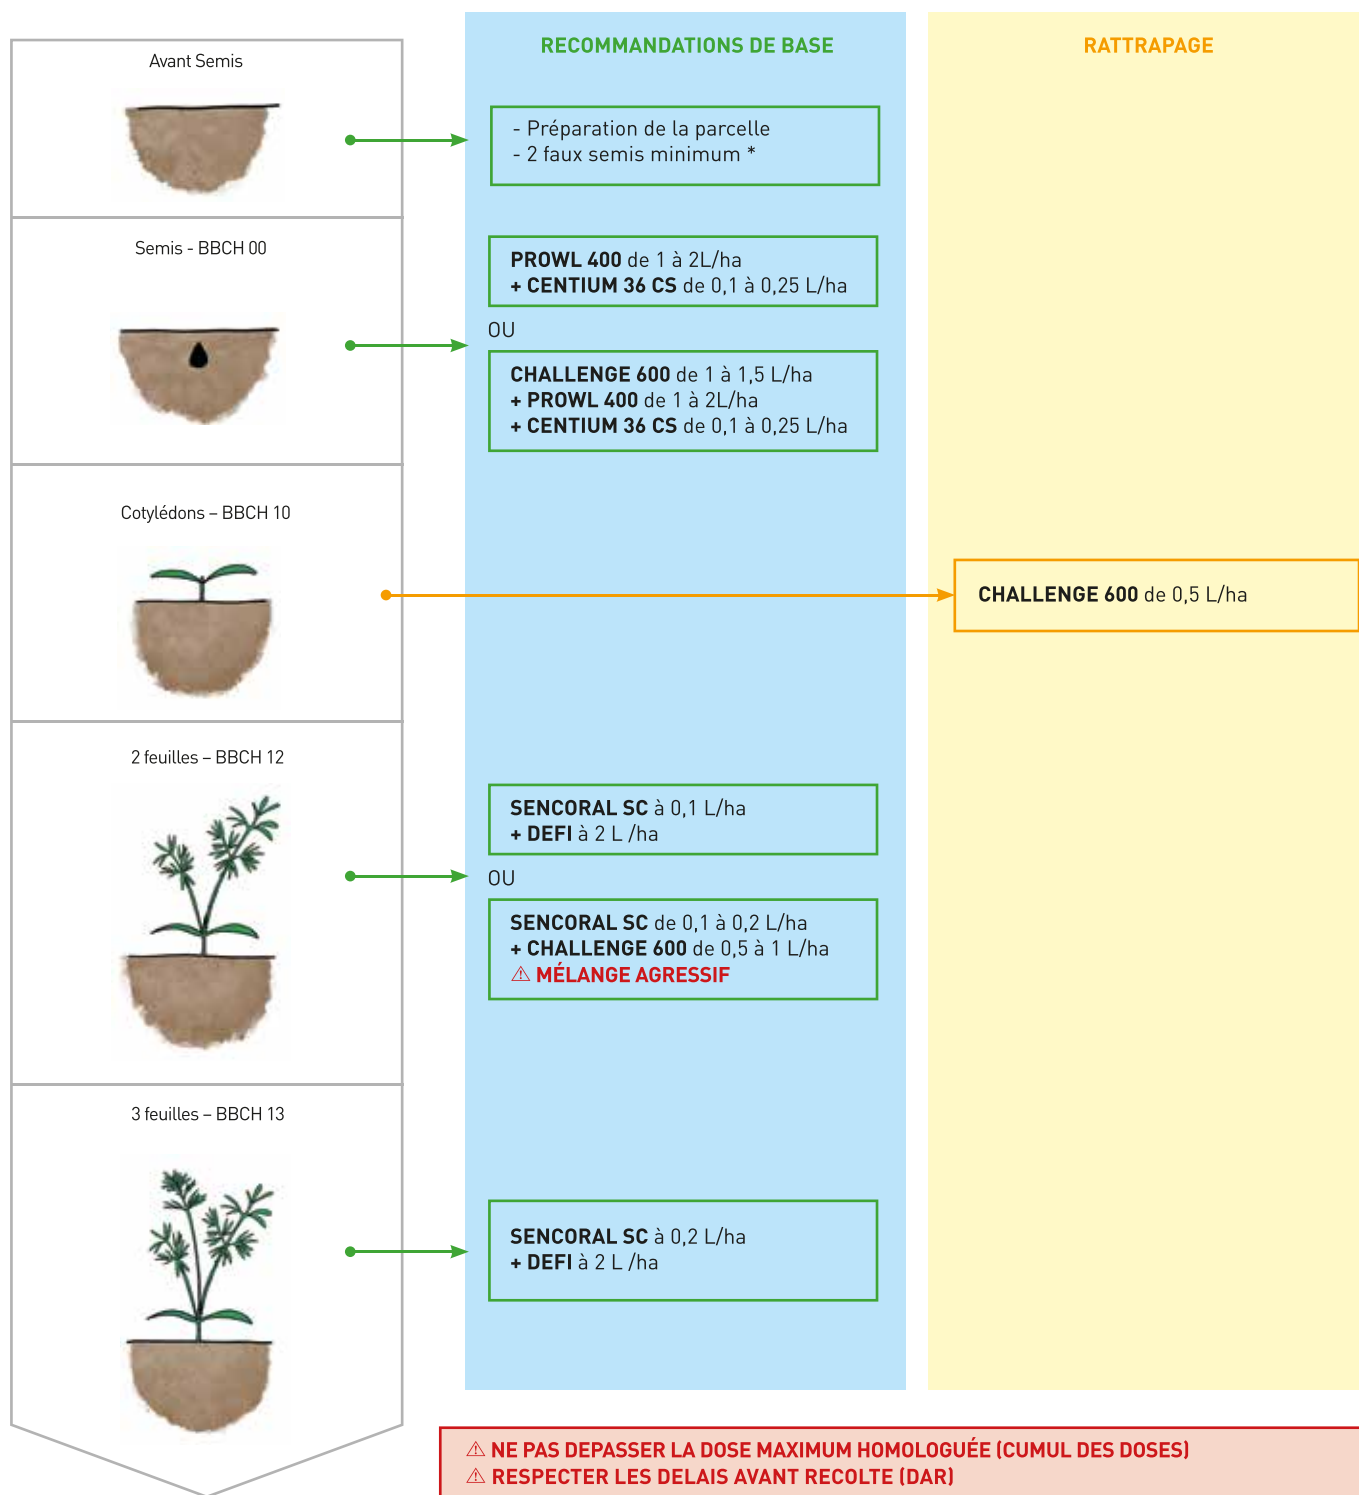 RECOMMANDATIONS DE BASE
RATTRAPAGE
Avant Semis
- Préparation de la parcelle
- 2 faux semis minimum *
Semis - BBCH 00
PROWL 400 de 1 à 2L/ha
+ CENTIUM 36 CS de 0,1 à 0,25 L/ha
OU
CHALLENGE 600 de 1 à 1,5 L/ha
+ PROWL 400 de 1 à 2L/ha
+ CENTIUM 36 CS de 0,1 à 0,25 L/ha
Cotylédons – BBCH 10
CHALLENGE 600 de 0,5 L/ha
2 feuilles – BBCH 12
SENCORAL SC à 0,1 L/ha
+ DEFI à 2 L /ha
OU
SENCORAL SC de 0,1 à 0,2 L/ha
+ CHALLENGE 600 de 0,5 à 1 L/ha
⚠ MÉLANGE AGRESSIF
3 feuilles – BBCH 13
SENCORAL SC à 0,2 L/ha
+ DEFI à 2 L /ha
⚠ NE PAS DEPASSER LA DOSE MAXIMUM HOMOLOGUÉE (CUMUL DES DOSES)
⚠ RESPECTER LES DELAIS AVANT RECOLTE (DAR)